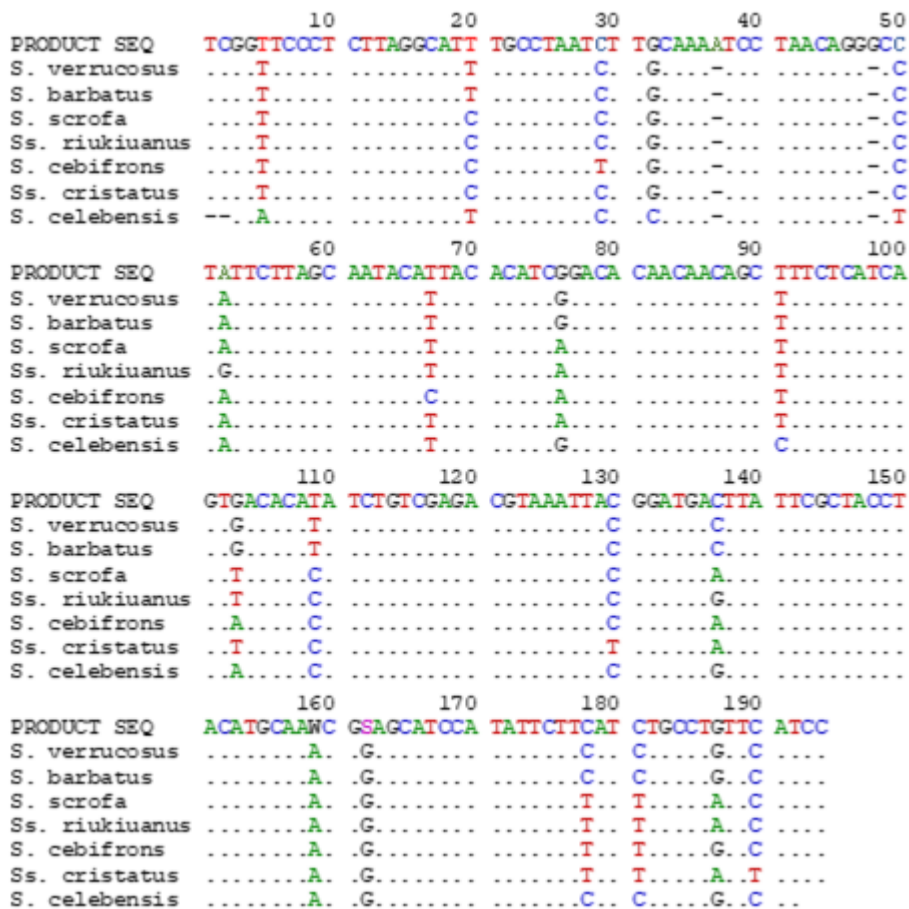 10 20 30 40 50
PRODUCT SEQ TCGGTTCCCT CTTAGGCATT TGCCTAATCT TGCAAAATCC TAACAGGGCC
S. verrucosus ....T..... .........T ........C. .G....-... .......-.C
S. barbatus ....T..... .........T ........C. .G....-... .......-.C
S. scrofa ....T..... .........C ........C. .G....-... .......-.C
Ss. riukiuanus ....T..... .........C ........C. .G....-... .......-.C
S. cebifrons ....T..... .........C ........T. .G....-... .......-.C
Ss. cristatus ....T..... .........C ........C. .G....-... .......-.C
S. celebensis --..A..... .........T ........C. .C....-... .......-.T
60 70 80 90 100
PRODUCT SEQ TATTCTTAGC AATACATTAC ACATCGGACA CAACAACAGC TTTCTCATCA
S. verrucosus .A........ ......T... .....G.... .......... T.........
S. barbatus .A........ ......T... .....G.... .......... T.........
S. scrofa .A........ ......T... .....A.... .......... T.........
Ss. riukiuanus .G........ ......T... .....A.... .......... T.........
S. cebifrons .A........ ......C... .....A.... .......... T.........
Ss. cristatus .A........ ......T... .....A.... .......... T.........
S. celebensis .A........ ......T... .....G.... .......... C.........
110 120 130 140 150
PRODUCT SEQ GTGACACATA TCTGTCGAGA CGTAAATTAC GGATGACTTA TTCGCTACCT
S. verrucosus ..G.....T. .......... .........C ......C... ..........
S. barbatus ..G.....T. .......... .........C ......C... ..........
S. scrofa ..T.....C. .......... .........C ......A... ..........
Ss. riukiuanus ..T.....C. .......... .........C ......G... ..........
S. cebifrons ..A.....C. .......... .........C ......A... ..........
Ss. cristatus ..T.....C. .......... .........T ......A... ..........
S. celebensis ..A.....C. .......... .........C ......G... ..........
160 170 180 190
PRODUCT SEQ ACATGCAAWC GSAGCATCCA TATTCTTCAT CTGCCTGTTC ATCC
S. verrucosus ........A. .G........ .......C.. C.....G..C ....
S. barbatus ........A. .G........ .......C.. C.....G..C ....
S. scrofa ........A. .G........ .......T.. T.....A..C ....
Ss. riukiuanus ........A. .G........ .......T.. T.....A..C ....
S. cebifrons ........A. .G........ .......T.. T.....G..C ....
Ss. cristatus ........A. .G........ .......T.. T.....A..T ....
S. celebensis ........A. .G........ .......C.. C.....G..C ..